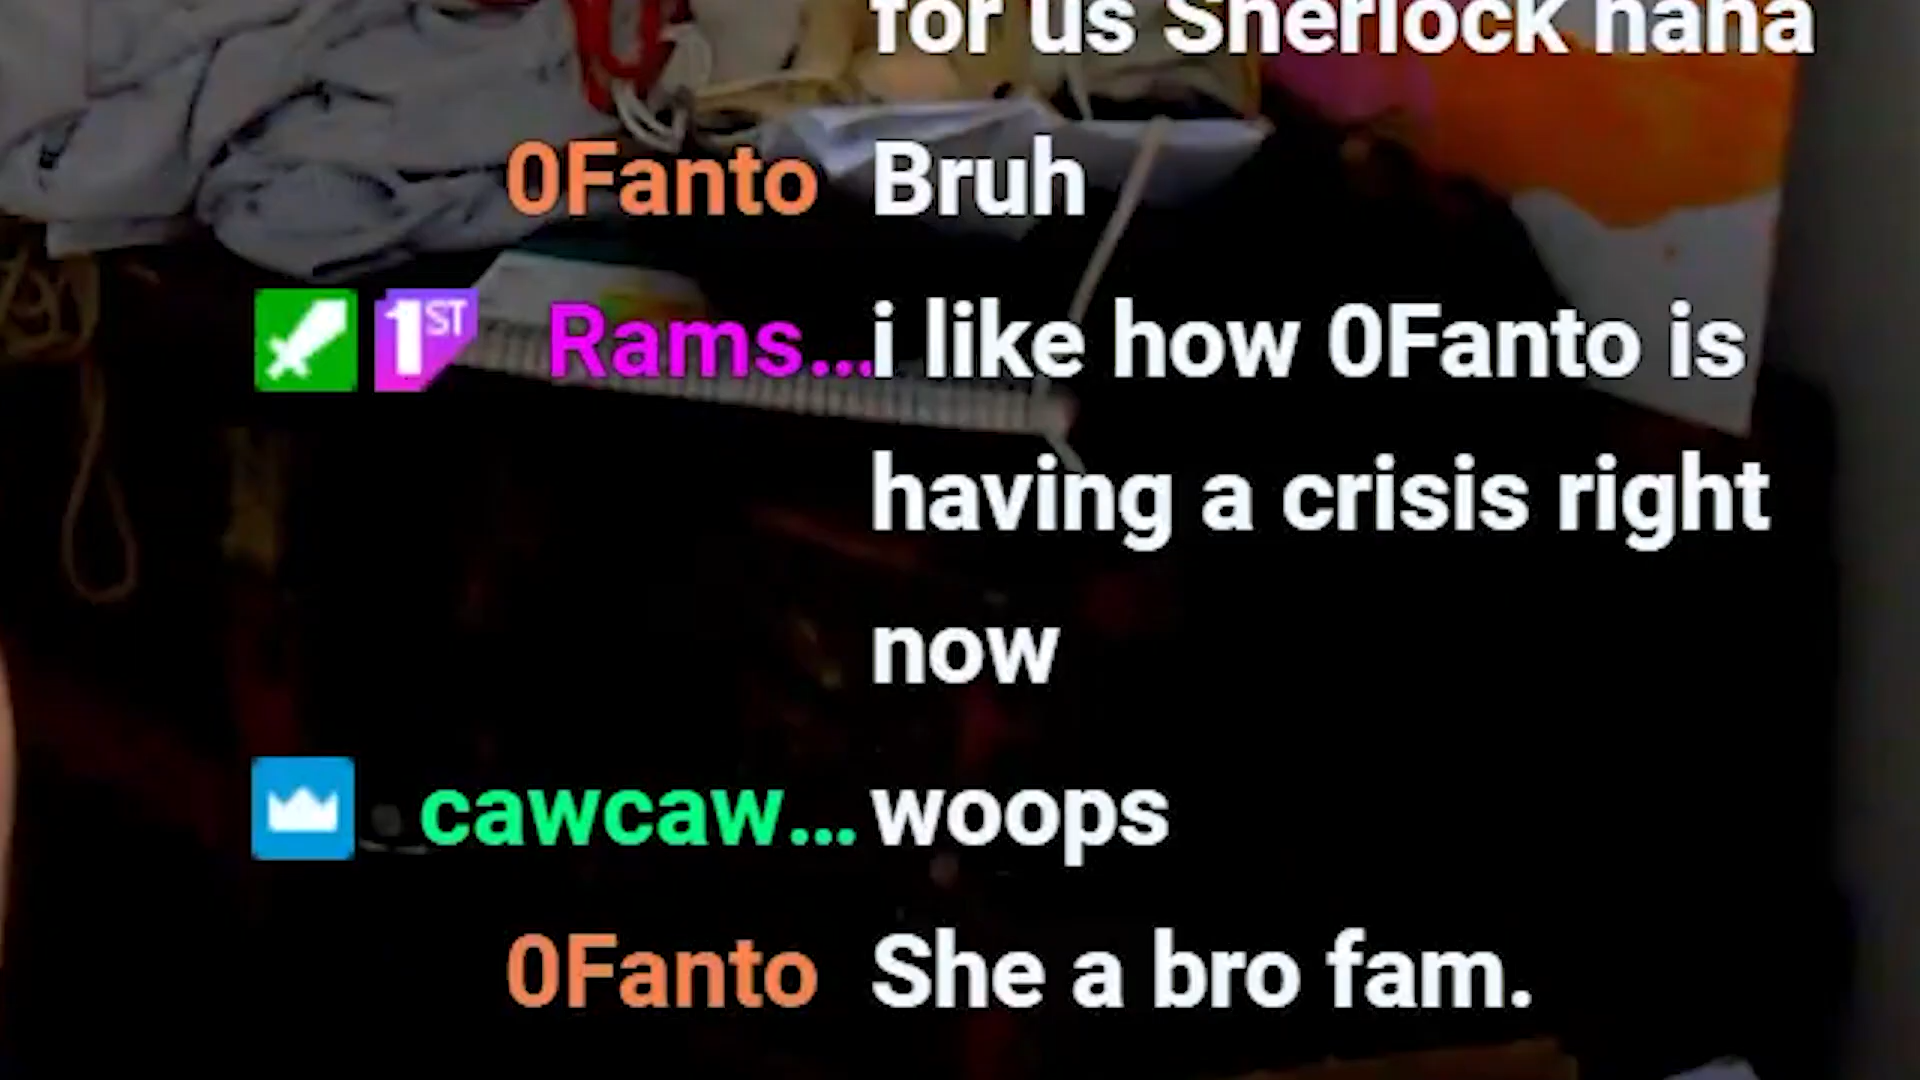 for us Sherlock haha
0Fanto Bruh
1ST Rams... i like how 0Fanto is
having a crisis right
now
cawcaw... woops
0Fanto She a bro fam.